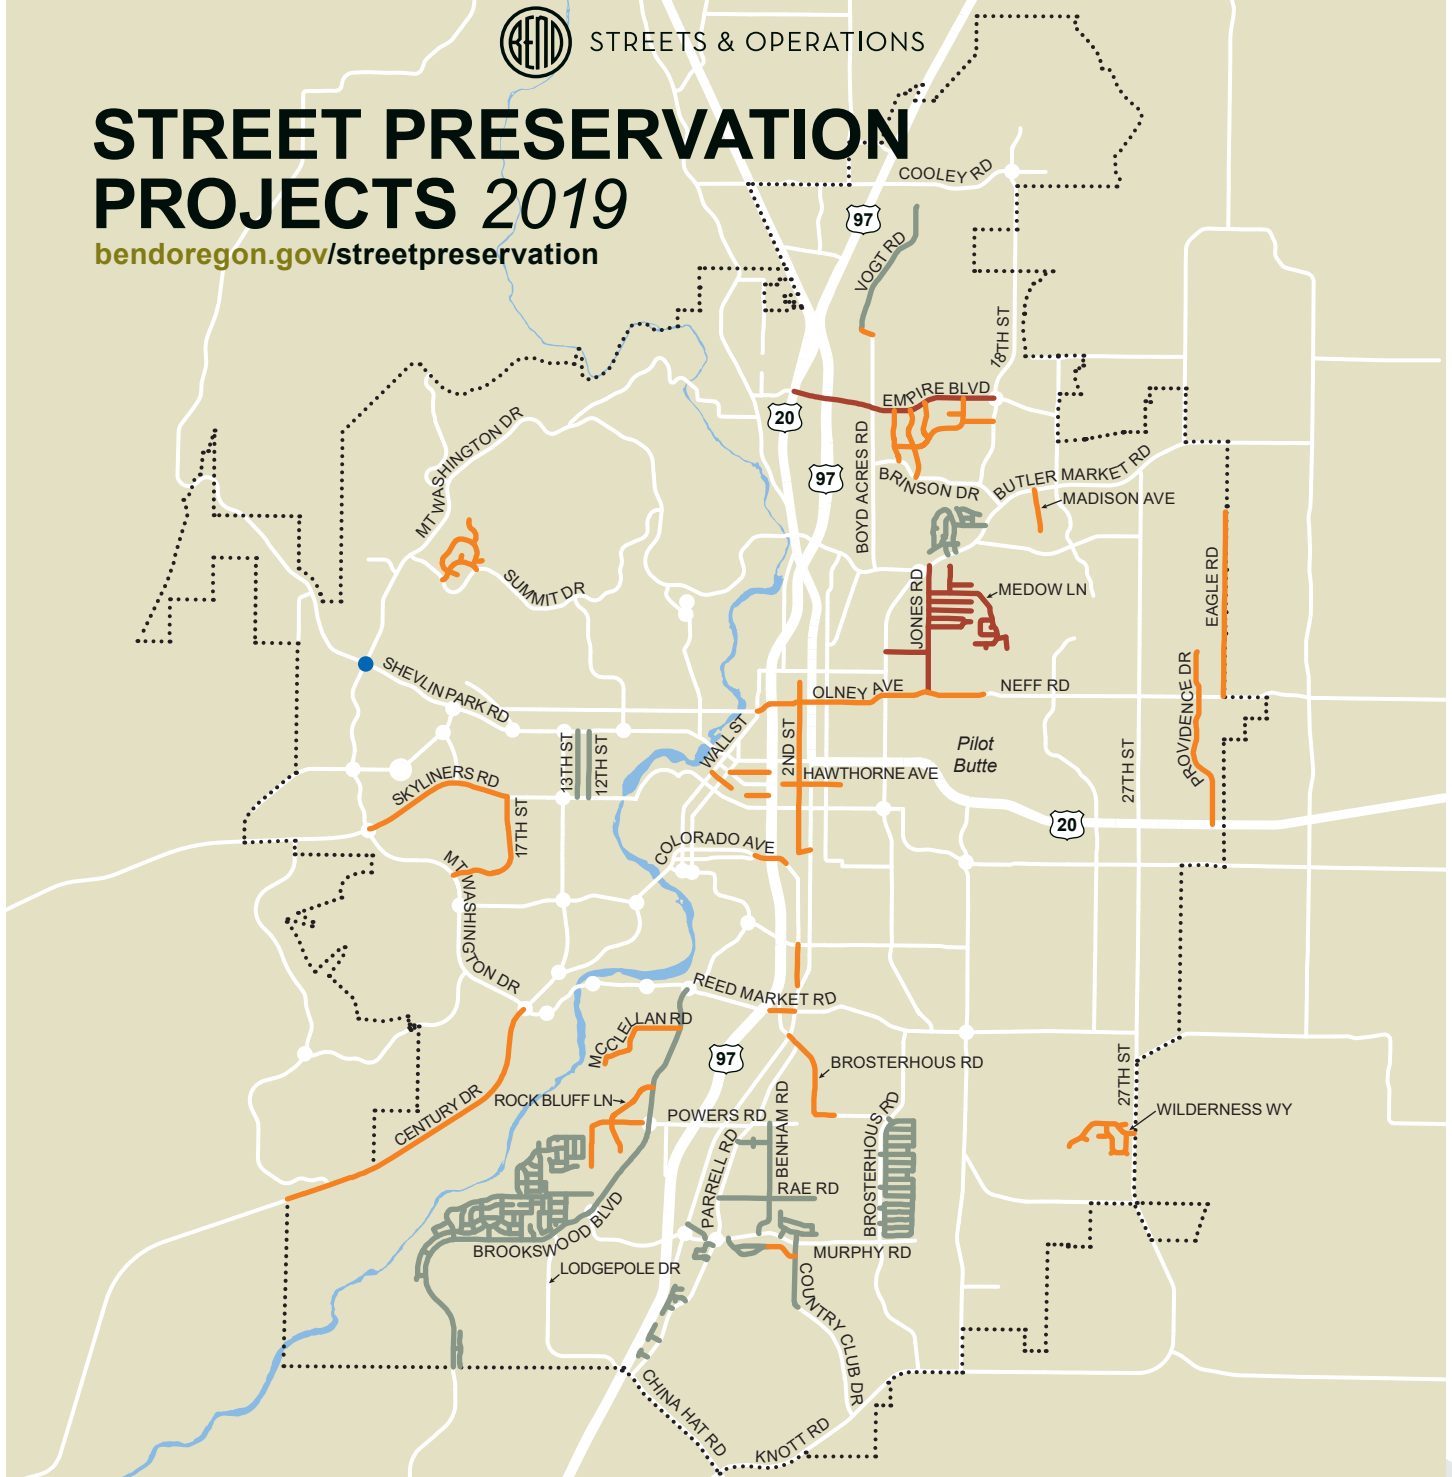 BEND
STREETS & OPERATIONS
STREET PRESERVATION
PROJECTS 2019
bendoregon.gov/streetpreservation
COOLEY RD
97
VOGT RD
18TH ST
EMPIRE BLVD
20
MT WASHINGTON DR
BOYD ACRES RD
97
BRINSON DR
BUTLER MARKET RD
MADISON AVE
EAGLE RD
SUMMIT DR
JONES RD
MEDOW LN
SHEVLIN PARK RD
OLNEY AVE
NEFF RD
PROVIDENCE DR
WALL ST
2ND ST
13TH ST
12TH ST
Pilot
Butte
27TH ST
HAWTHORNE AVE
SKYLINERS RD
17TH ST
20
COLORADO AVE
MT WASHINGTON DR
REED MARKET RD
MCCLELLAN RD
97
BROSTERHOUS RD
27TH ST
CENTURY DR
ROCK BLUFF LN
POWERS RD
BENHAM RD
BROSTERHOUS RD
WILDERNESS WY
PARRELL RD
RAE RD
BROOKSWOOD BLVD
MURPHY RD
LODGEPOLE DR
COUNTRY CLUB DR
CHINA HAT RD
KNOTT RD